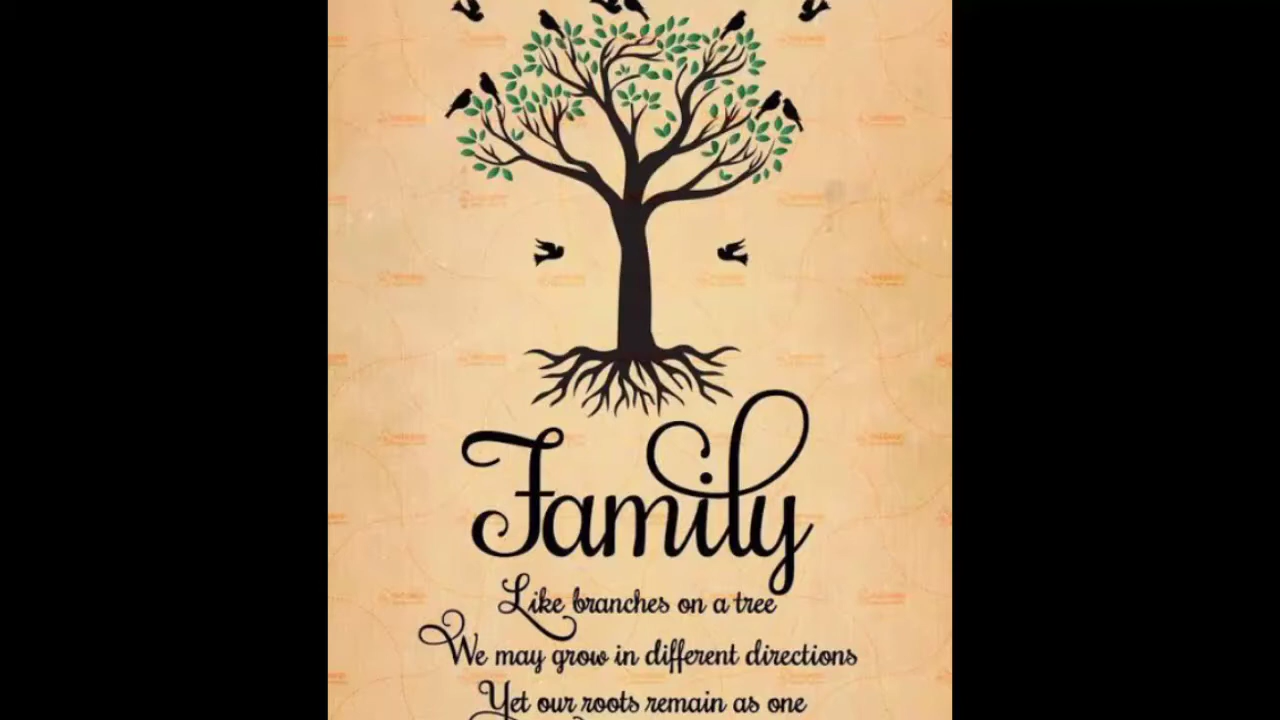 Family
Like branches on a tree
We may grow in different directions
Yet our roots remain as one